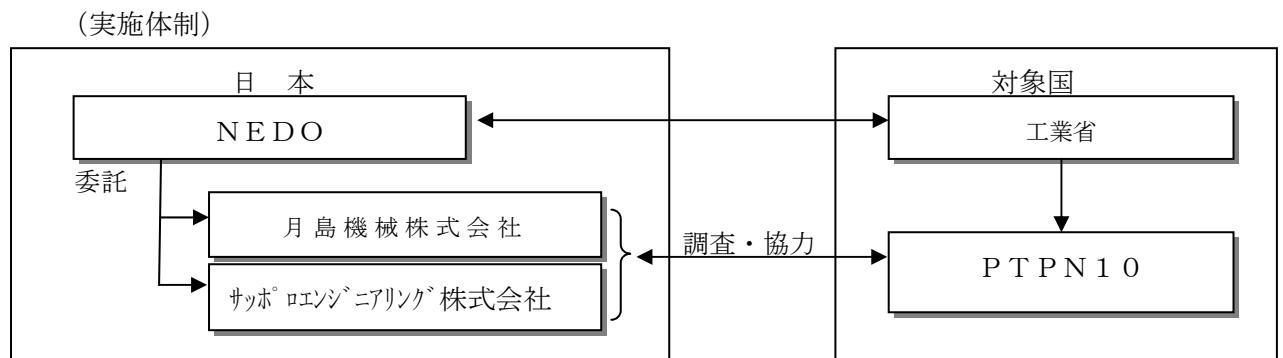 （実施体制）
日　本
対象国
ＮＥＤＯ
工業省
委託
月島機械株式会社
調査・協力
ＰＴＰＮ１０
ｻｯﾎﾟﾛｴﾝｼﾞﾆｱﾘﾝｸﾞ株式会社